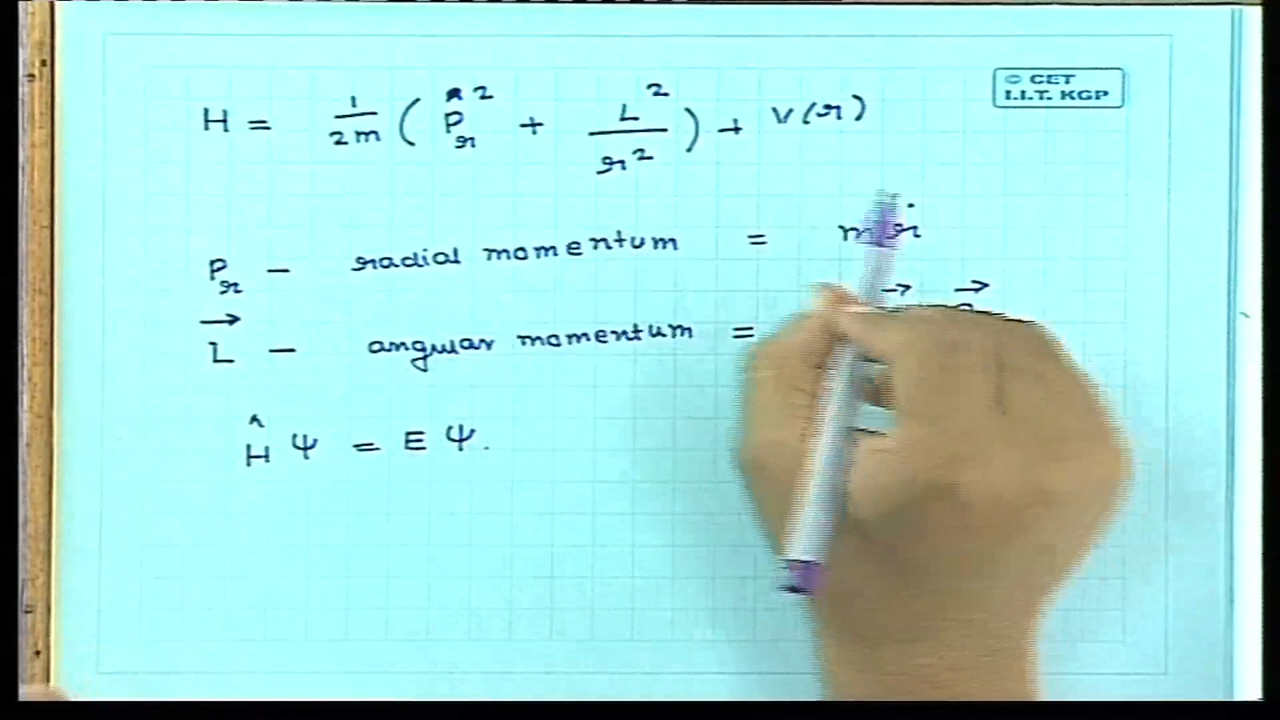 © CET
I.I.T. KGP
H = 1/2m ( P̂r² + L²/r² ) + V(r)
Pr – radial momentum = mṙ
L⃗ – angular momentum =
Ĥ Ψ = E Ψ.